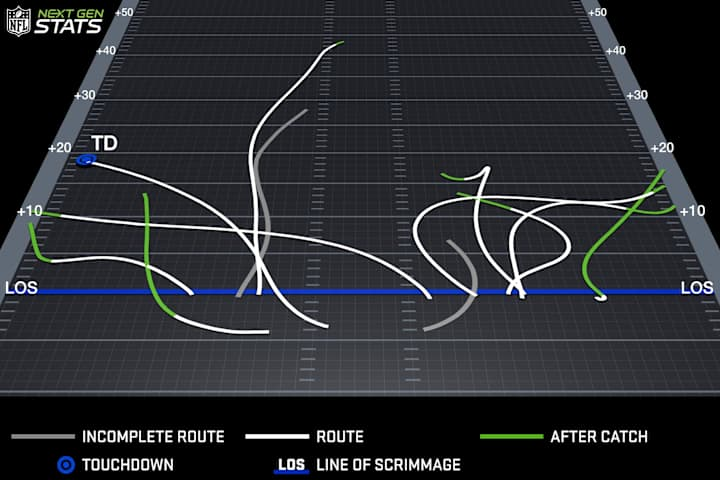 NFL NEXT GEN STATS
+50 +50
+40 +40
+30 +30
+20 TD +20
+10 +10
LOS LOS
INCOMPLETE ROUTE ROUTE AFTER CATCH
TOUCHDOWN LOS LINE OF SCRIMMAGE